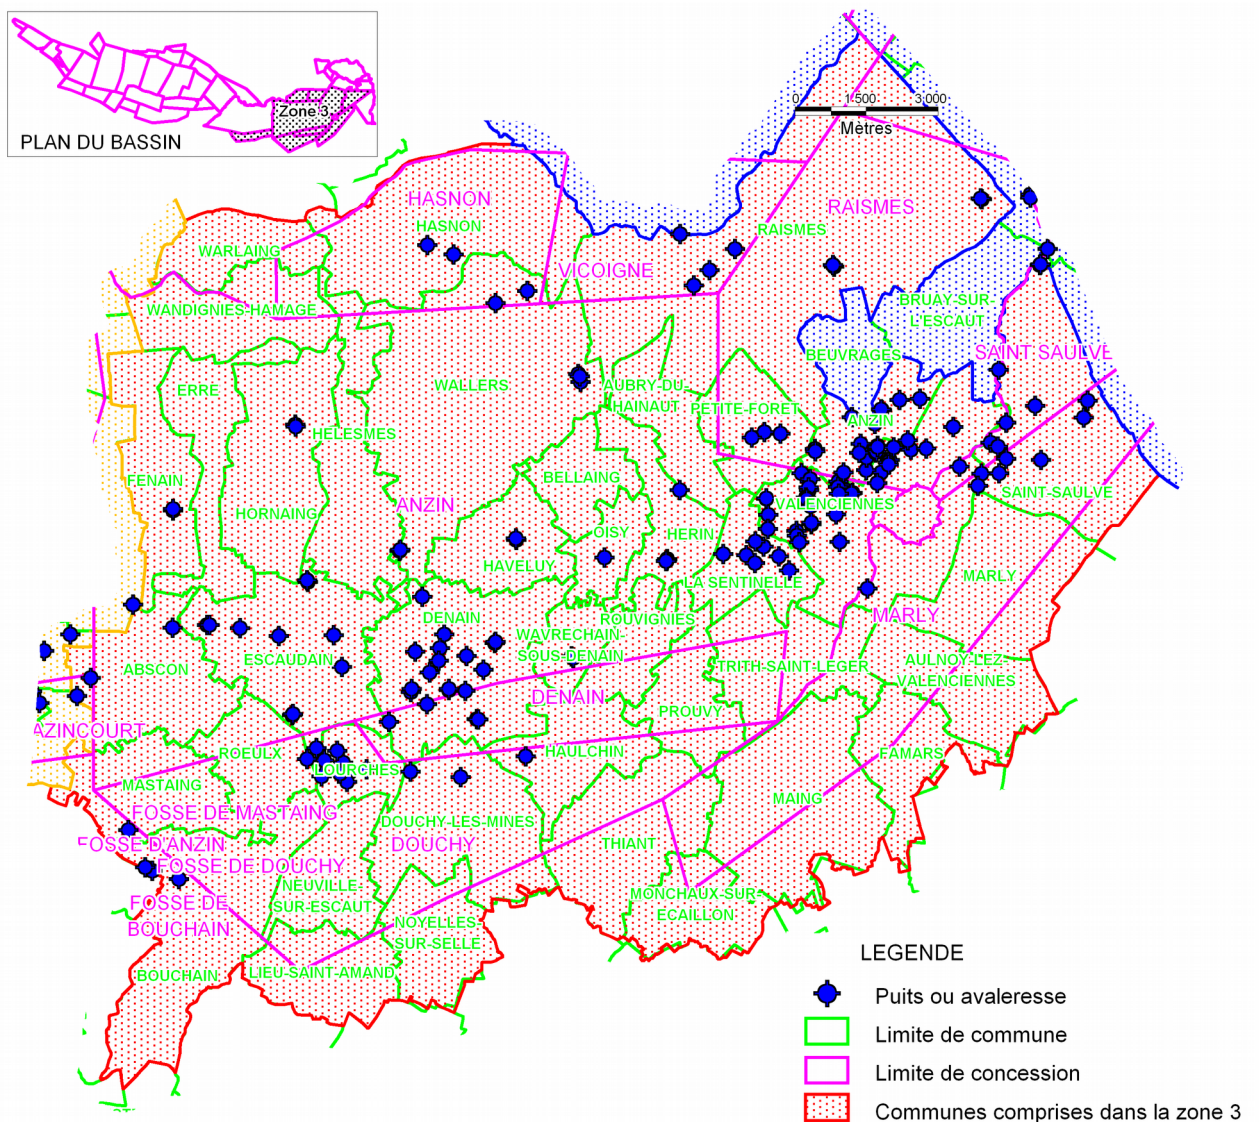 Zone 3
PLAN DU BASSIN
0 1 500 3 000
Mètres
HASNON
HASNON
RAISMES
RAISMES
WARLAING
VICOIGNE
WANDIGNIES-HAMAGE
BRUAY-SUR-
L'ESCAUT
BEUVRAGES
SAINT SAULVE
ERRE
WALLERS
AUBRY-DU-
HAINAUT
PETITE-FORET
ANZIN
HELESMES
FENAIN
BELLAING
ANZIN
HORNAING
OISY
HERIN
VALENCIENNES
SAINT-SAULVE
HAVELUY
LA SENTINELLE
MARLY
MARLY
DENAIN
ROUVIGNIES
WAVRECHAIN-
SOUS-DENAIN
ABSCON
ESCAUDAIN
TRITH-SAINT-LEGER
AULNOY-LEZ-
VALENCIENNES
DENAIN
PROUVY
AZINCOURT
ROEULX
HAULCHIN
FAMARS
LOURCHES
MASTAING
MAING
FOSSE DE MASTAING
DOUCHY-LES-MINES
FOSSE D'ANZIN
DOUCHY
THIANT
FOSSE DE DOUCHY
NEUVILLE-
SUR-ESCAUT
MONCHAUX-SUR-
ECAILLON
FOSSE DE
BOUCHAIN
NOYELLES-
SUR-SELLE
BOUCHAIN
LIEU-SAINT-AMAND
LEGENDE
Puits ou avaleresse
Limite de commune
Limite de concession
Communes comprises dans la zone 3